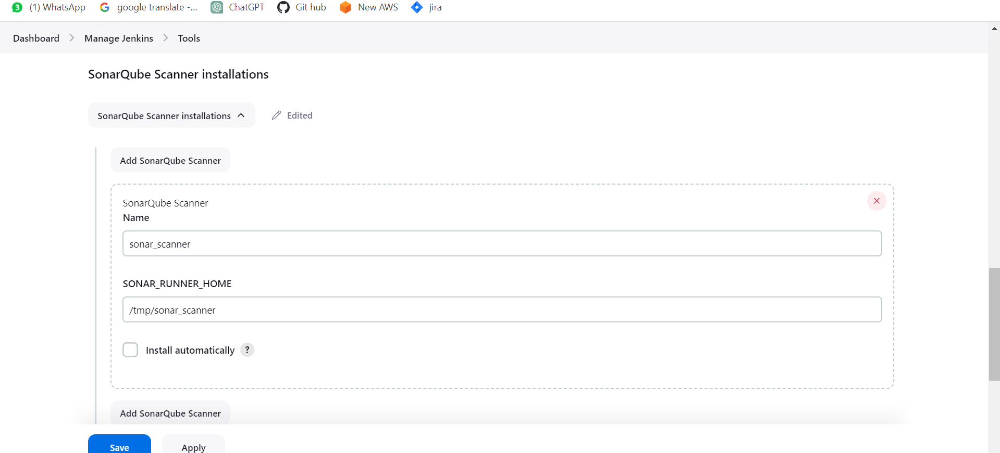 3 (1) WhatsApp google translate -... ChatGPT Git hub New AWS jira
Dashboard > Manage Jenkins > Tools
SonarQube Scanner installations
SonarQube Scanner installations Edited
Add SonarQube Scanner
SonarQube Scanner
Name
sonar_scanner
SONAR_RUNNER_HOME
/tmp/sonar_scanner
Install automatically ?
Add SonarQube Scanner
Save Apply